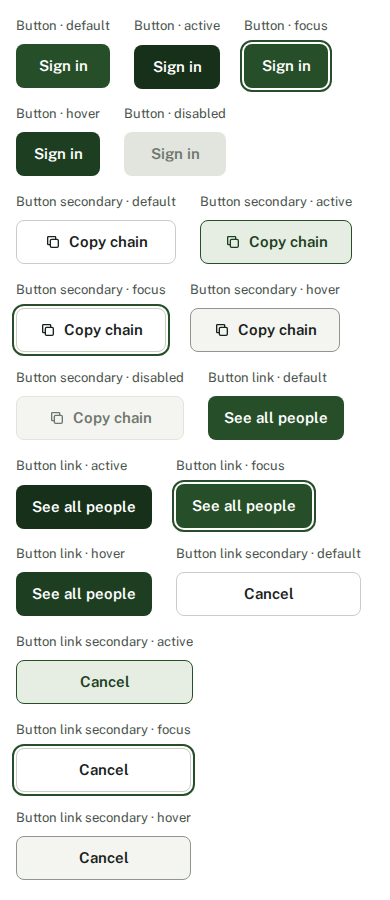 Button · default
Button · active
Button · focus
Sign in
Sign in
Sign in
Button · hover
Button · disabled
Sign in
Sign in
Button secondary · default
Button secondary · active
Copy chain
Copy chain
Button secondary · focus
Button secondary · hover
Copy chain
Copy chain
Button secondary · disabled
Button link · default
Copy chain
See all people
Button link · active
Button link · focus
See all people
See all people
Button link · hover
Button link secondary · default
See all people
Cancel
Button link secondary · active
Cancel
Button link secondary · focus
Cancel
Button link secondary · hover
Cancel